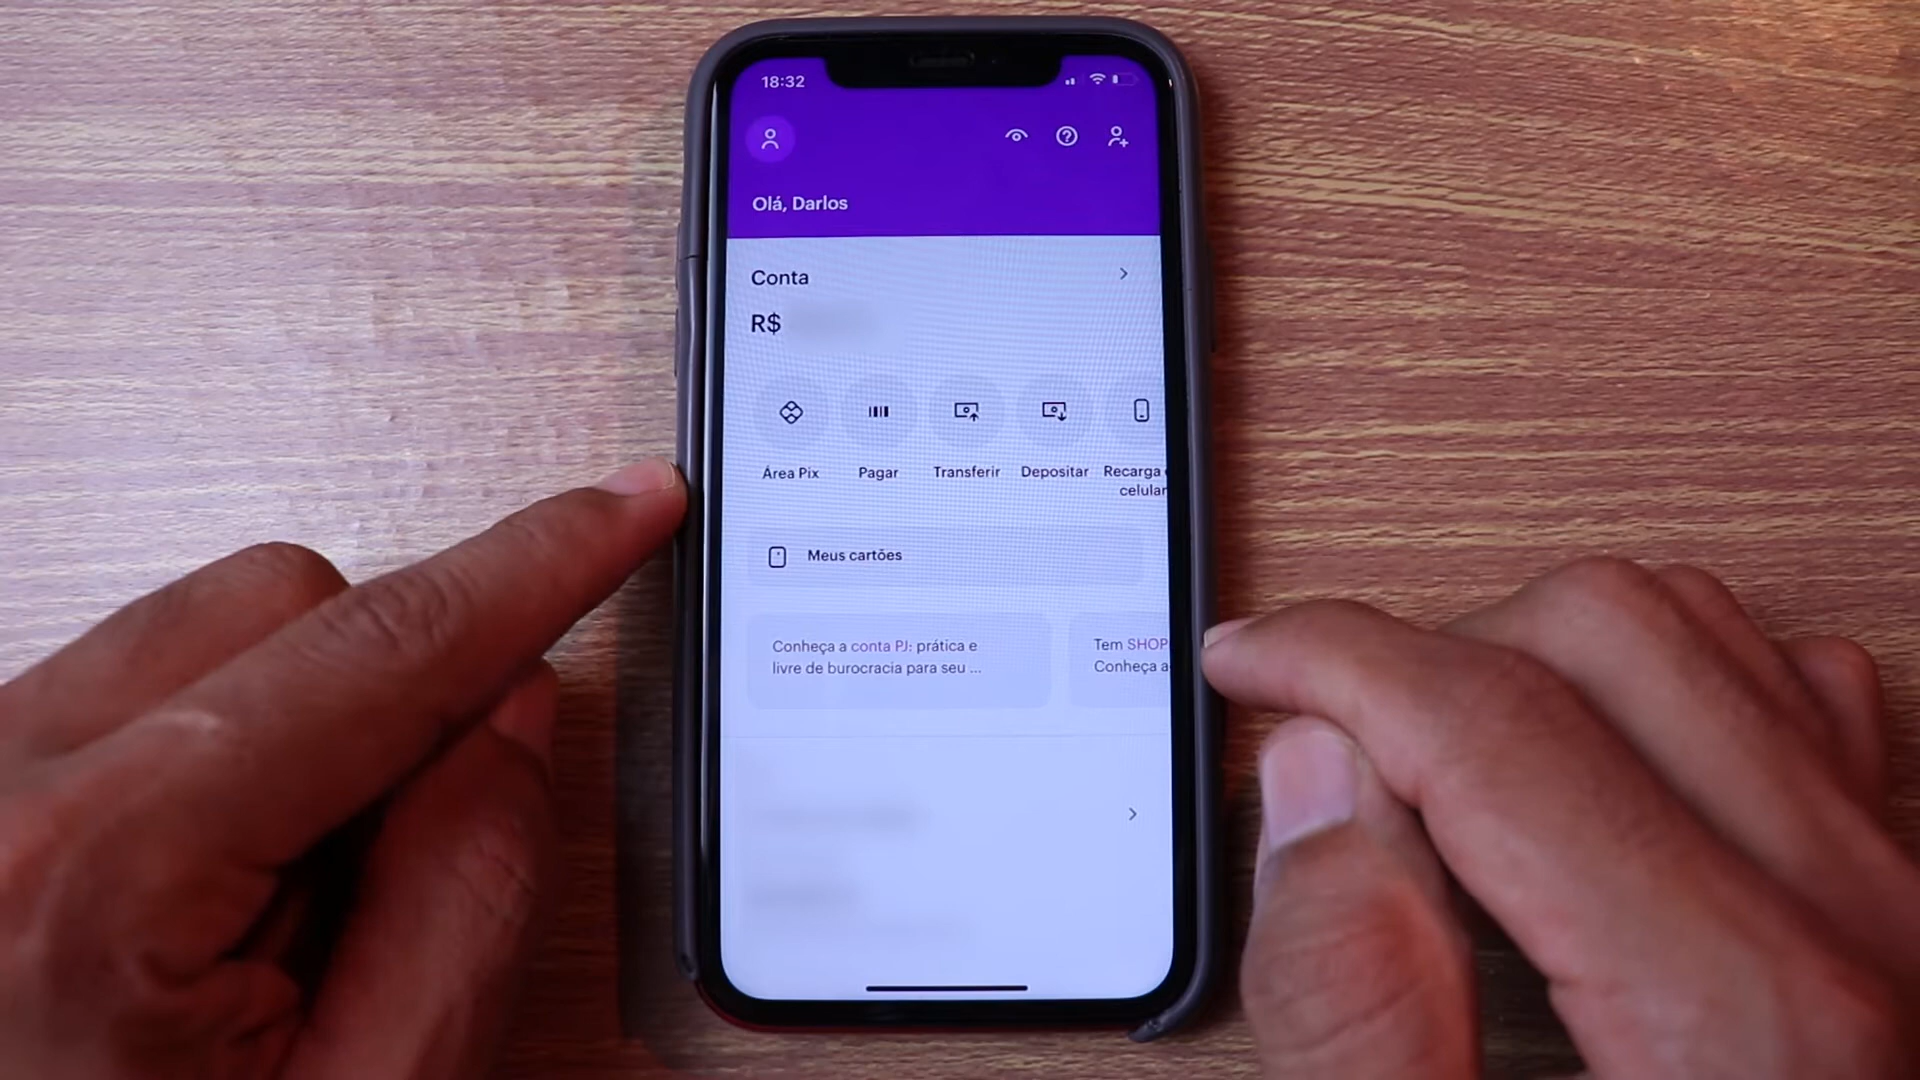 18:32
Olá, Darlos
Conta
R$
Área Pix
Pagar
Transferir
Depositar
Recarga
celular
Meus cartões
Conheça a conta PJ: prática e
livre de burocracia para seu ...
Tem SHOP
Conheça a